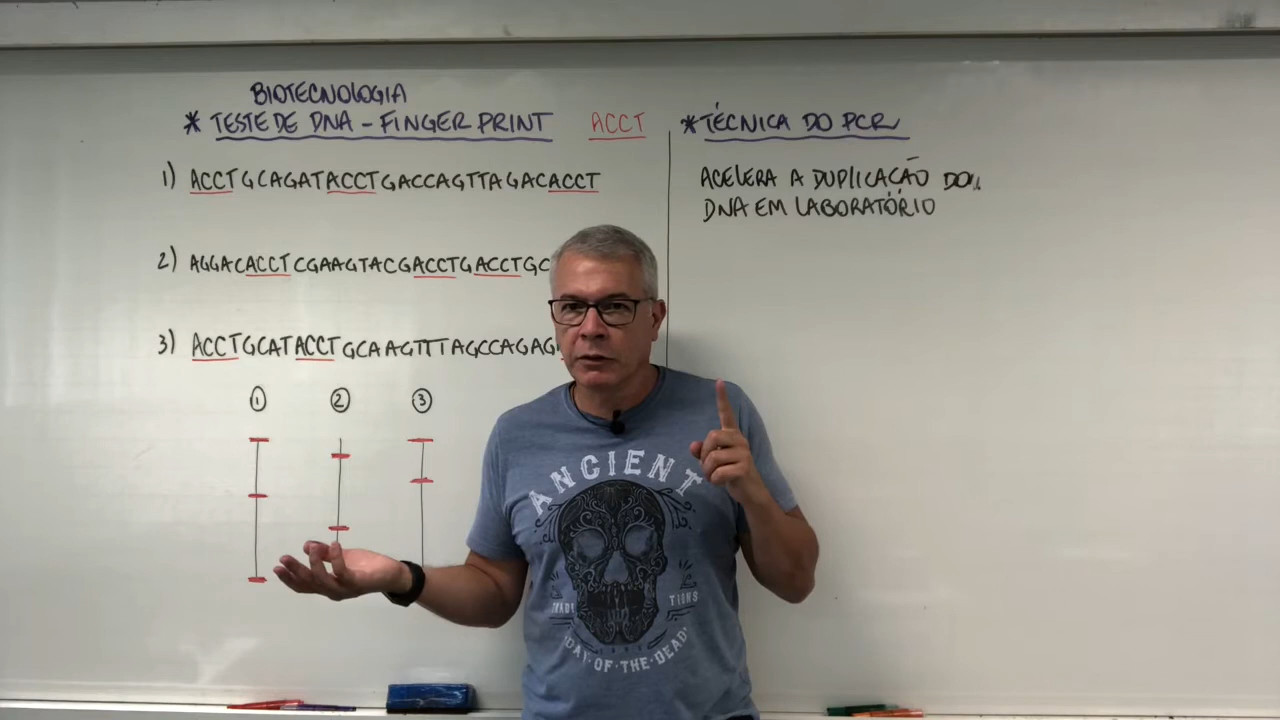 BIOTECNOLOGIA
* TESTE DE DNA - FINGER PRINT ACCT
1) ACCTGCAGATACCTGACCAGTTAGACACCT
2) AGGACACCTCGAAGTACGACCTGACCTGC
3) ACCTGCATACCTGCAAGTTTAGCCAGAG
1 2 3
* TÉCNICA DO PCR
ACELERA A DUPLICAÇÃO DO
DNA EM LABORATÓRIO
ANCIENT
TIONS
DAY·OF·THE·DEAD